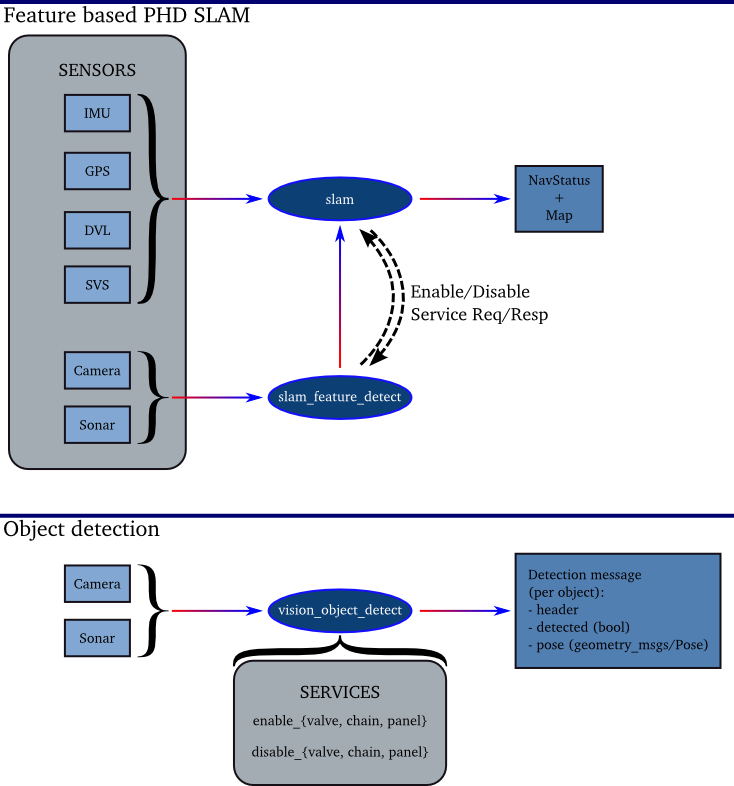 Feature based PHD SLAM
SENSORS
IMU
GPS
DVL
SVS
Camera
Sonar
slam
NavStatus
+
Map
Enable/Disable
Service Req/Resp
slam_feature_detect
Object detection
Camera
Sonar
vision_object_detect
Detection message
(per object):
- header
- detected (bool)
- pose (geometry_msgs/Pose)
SERVICES
enable_{valve, chain, panel}
disable_{valve, chain, panel}